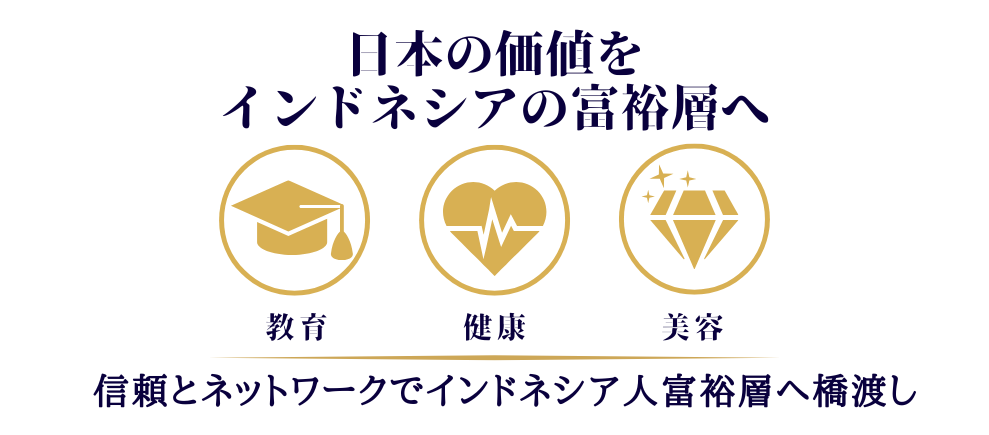 日本の価値を
インドネシアの富裕層へ
教育
健康
美容
信頼とネットワークでインドネシア人富裕層へ橋渡し